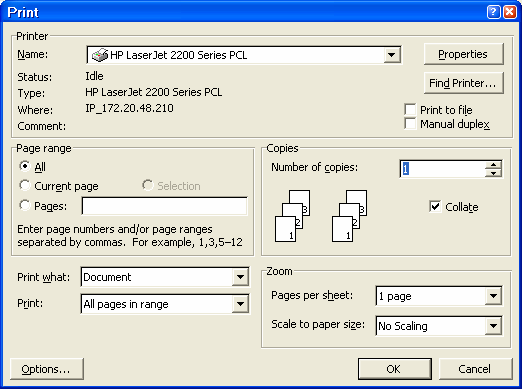 Print
Printer
Name:
HP LaserJet 2200 Series PCL
Properties
Status:
Idle
Type:
HP LaserJet 2200 Series PCL
Find Printer...
Where:
IP_172.20.48.210
Comment:
Print to file
Manual duplex
Page range
All
Current page
Selection
Pages:
Enter page numbers and/or page ranges
separated by commas. For example, 1,3,5–12
Copies
Number of copies:
1
3
2
1
3
2
1
Collate
Print what:
Document
Print:
All pages in range
Zoom
Pages per sheet:
1 page
Scale to paper size:
No Scaling
Options...
OK
Cancel